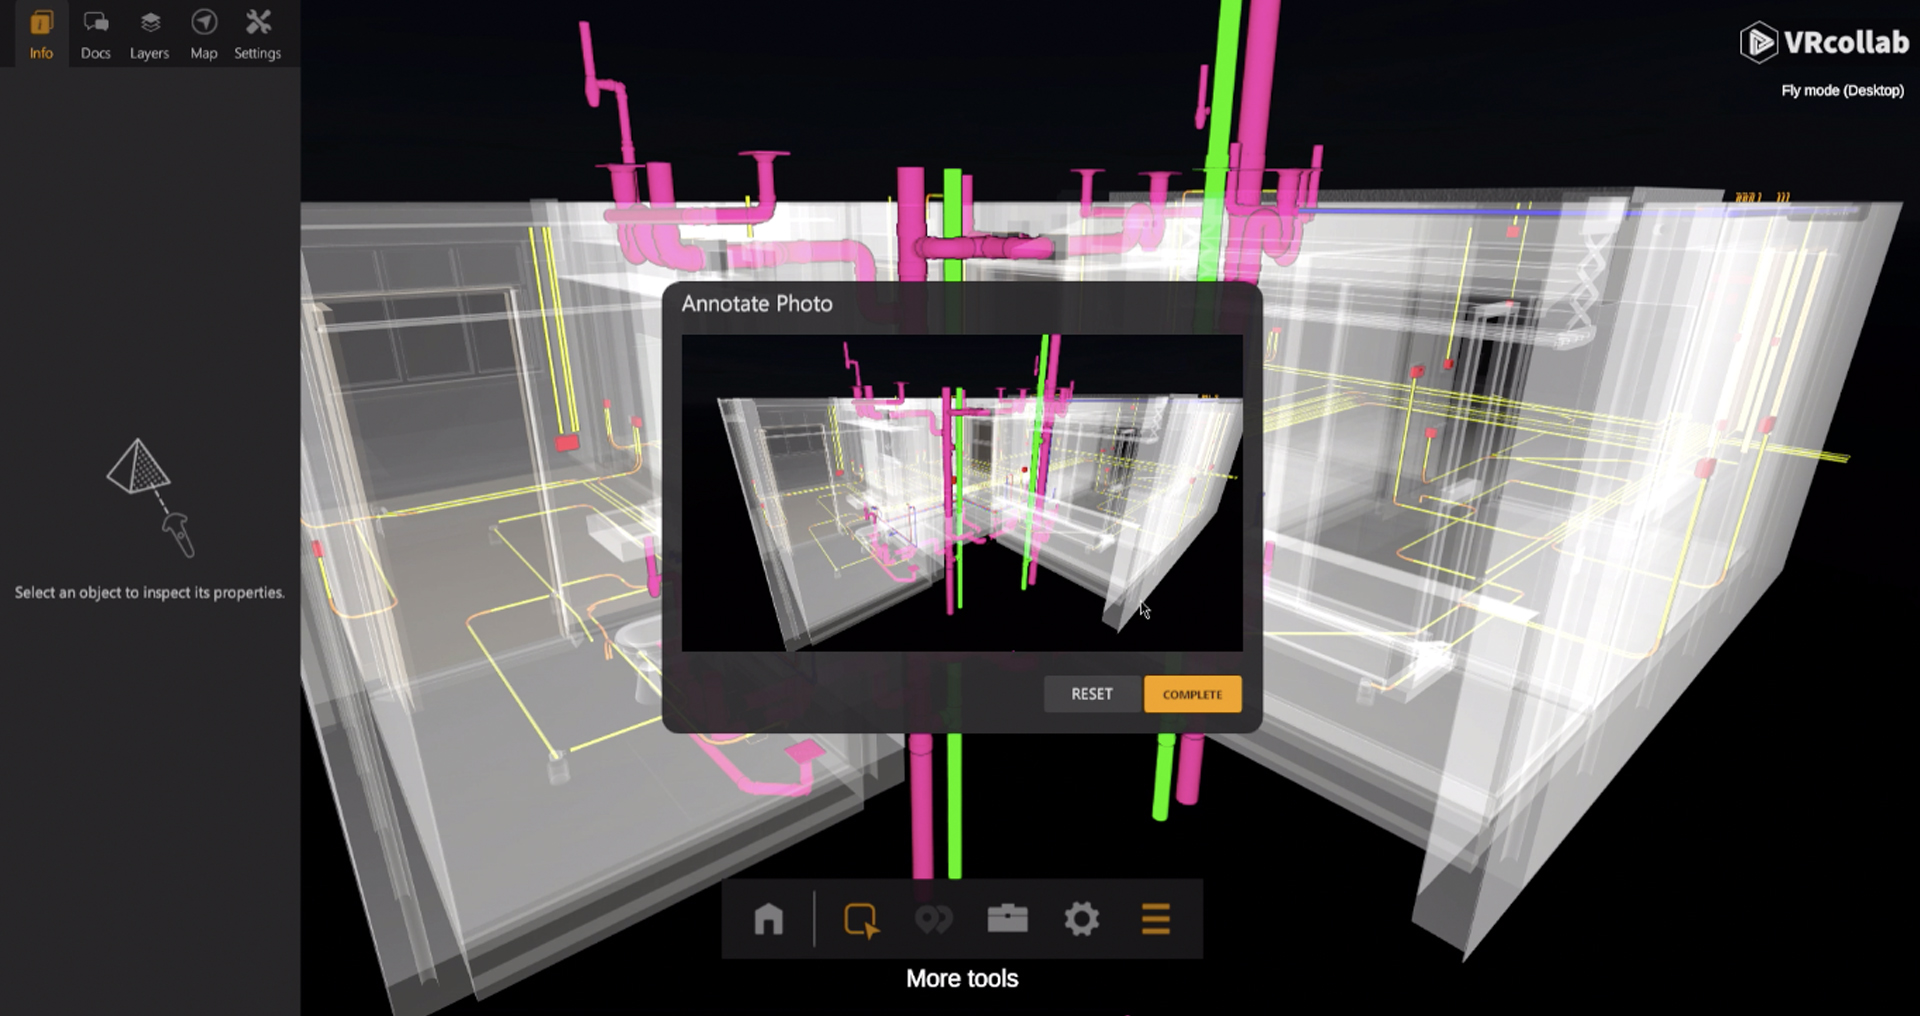 Info
Docs
Layers
Map
Settings
VRcollab
Fly mode (Desktop)
Annotate Photo
Select an object to inspect its properties.
RESET
COMPLETE
More tools